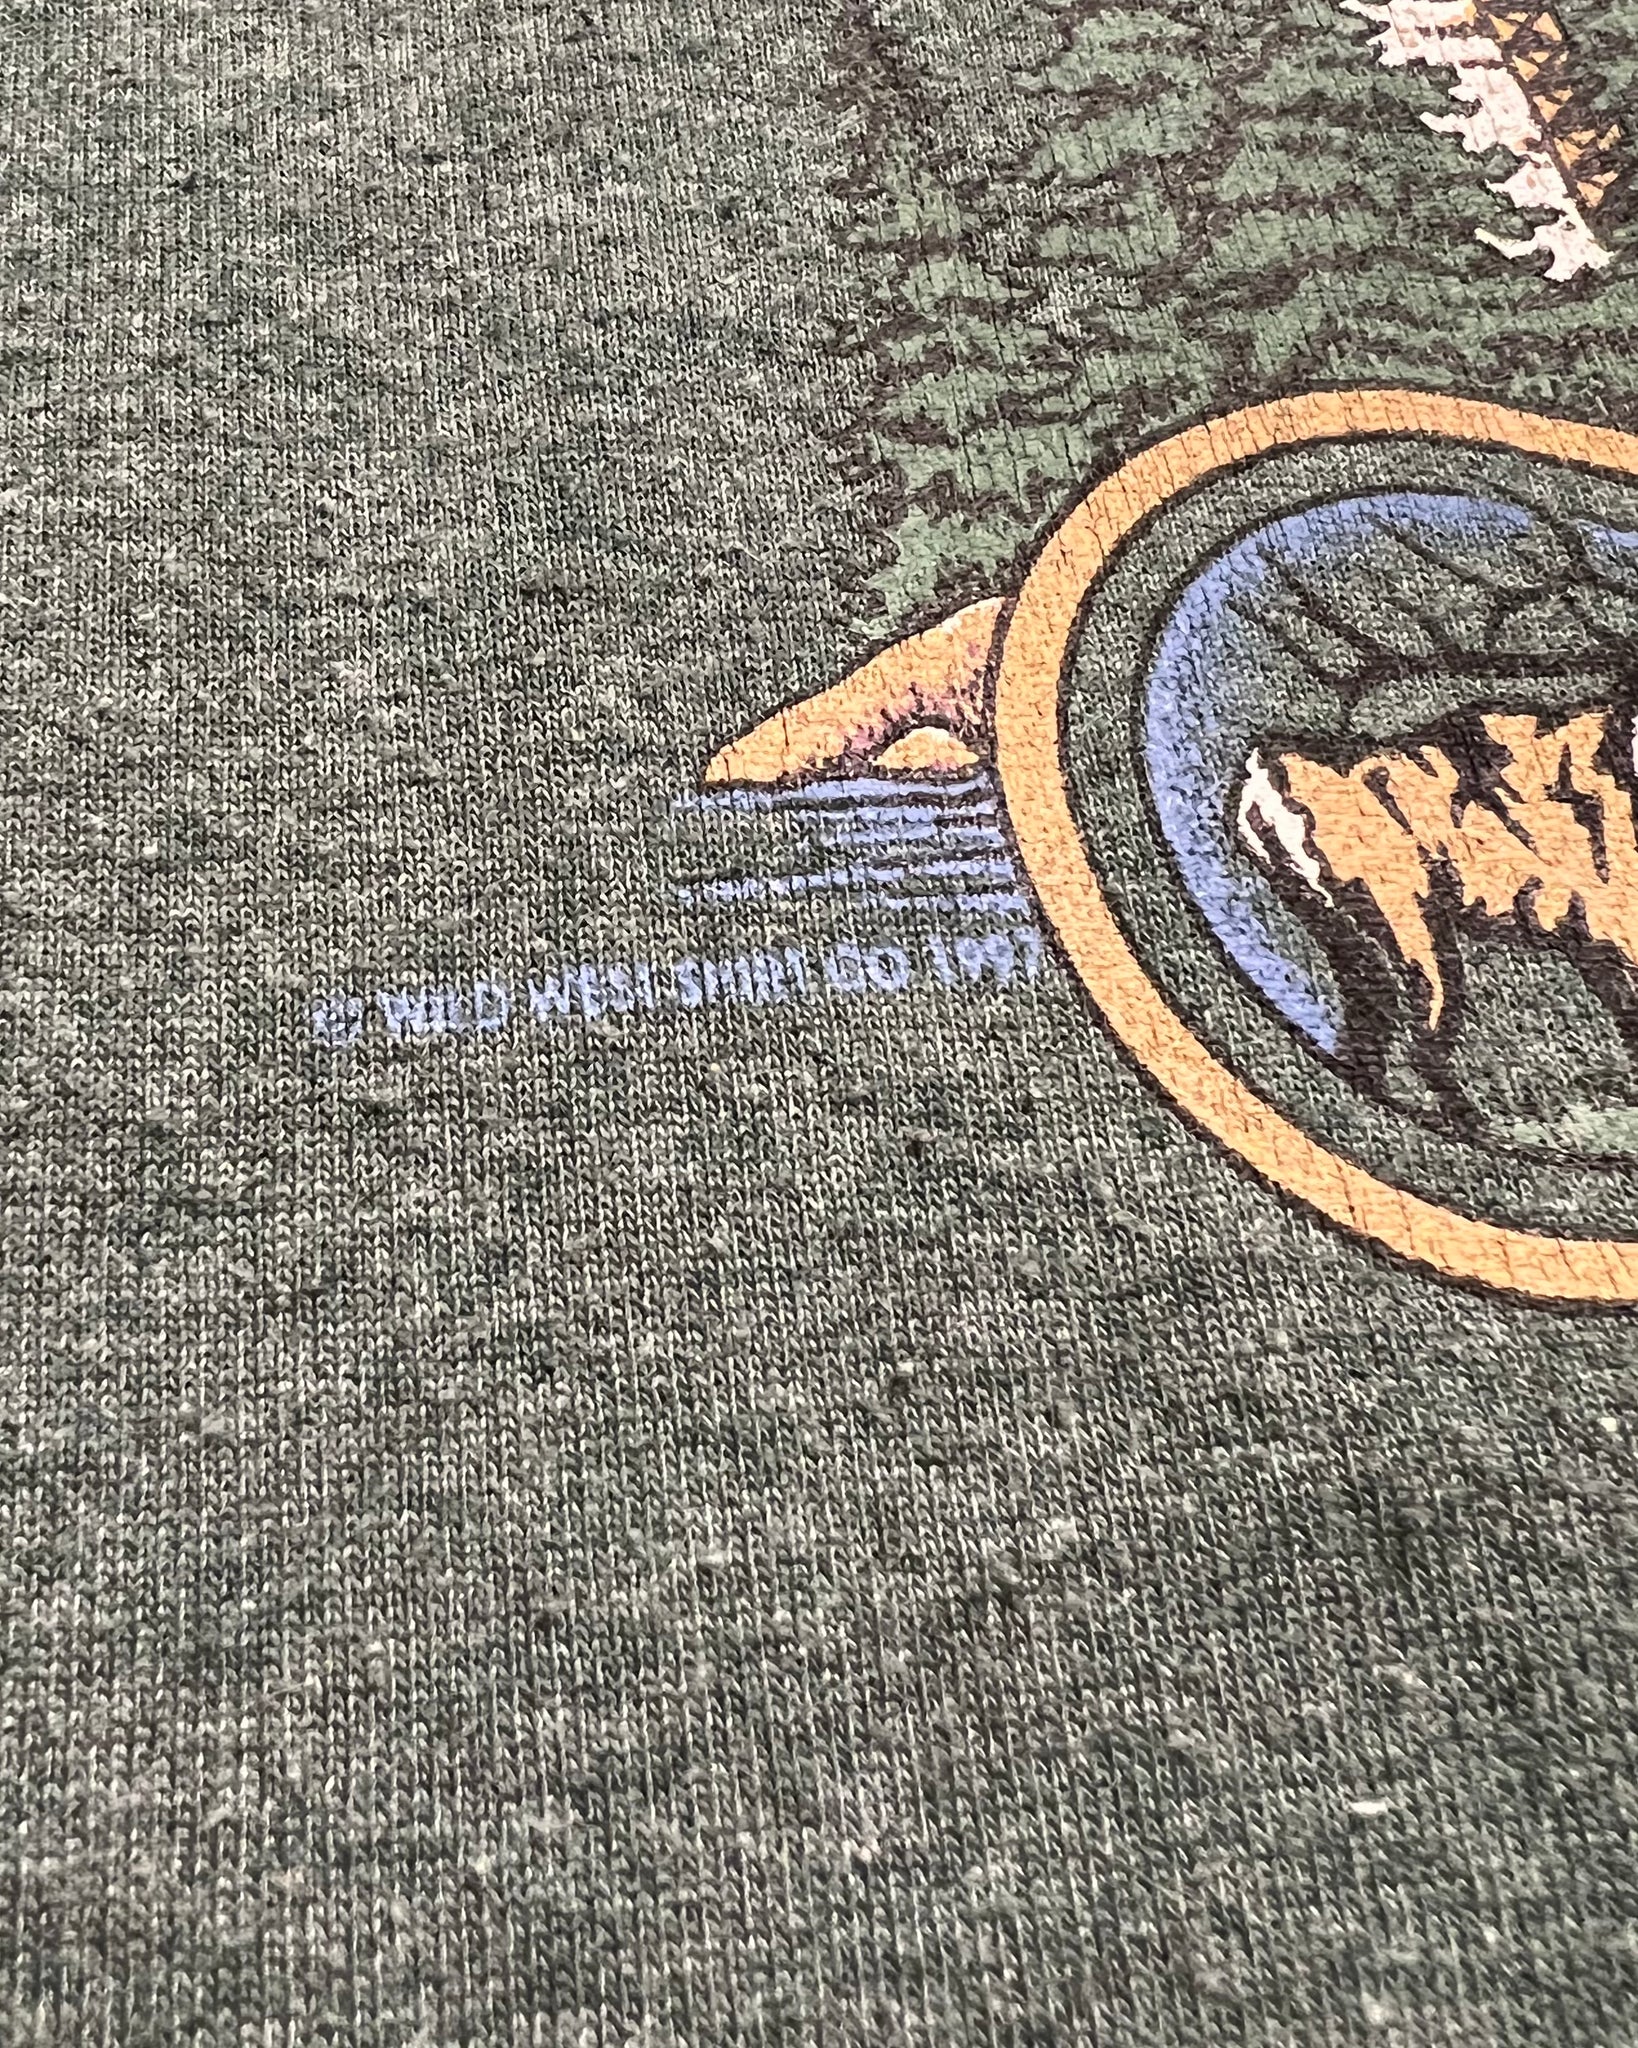 © WILD WEST SHIRT CO 1997